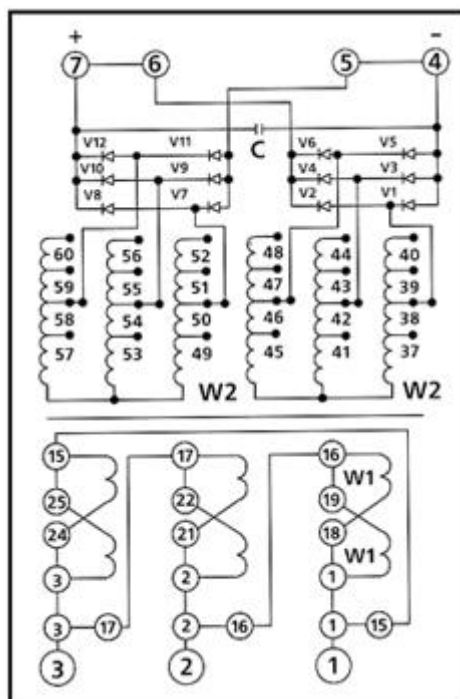 + −
7 6 5 4
V12 V11 C V6 V5
V10 V9 V4 V3
V8 V7 V2 V1
60 56 52 48 44 40
59 55 51 47 43 39
58 54 50 46 42 38
57 53 49 45 41 37
W2 W2
15 17 16
W1
25 22 19
24 21 18
W1
3 2 1
3 17 2 16 1 15
3 2 1